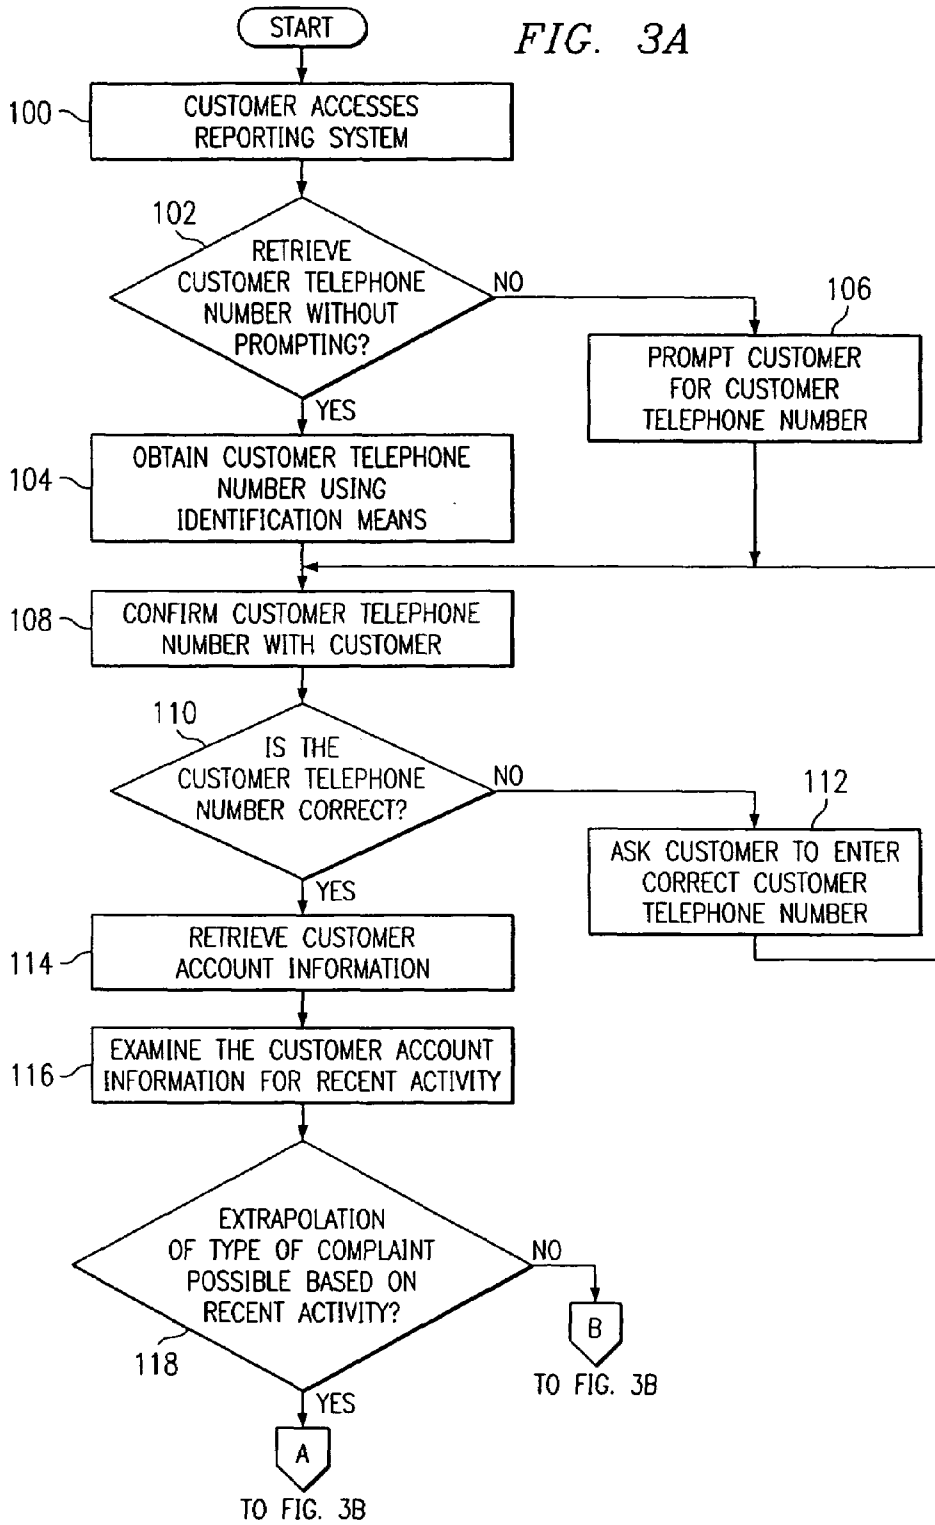 START
FIG. 3A
100
CUSTOMER ACCESSES
REPORTING SYSTEM
102
RETRIEVE
CUSTOMER TELEPHONE
NUMBER WITHOUT
PROMPTING?
NO
106
PROMPT CUSTOMER
FOR CUSTOMER
TELEPHONE NUMBER
YES
104
OBTAIN CUSTOMER TELEPHONE
NUMBER USING
IDENTIFICATION MEANS
108
CONFIRM CUSTOMER TELEPHONE
NUMBER WITH CUSTOMER
110
IS THE
CUSTOMER TELEPHONE
NUMBER CORRECT?
NO
112
ASK CUSTOMER TO ENTER
CORRECT CUSTOMER
TELEPHONE NUMBER
YES
114
RETRIEVE CUSTOMER
ACCOUNT INFORMATION
116
EXAMINE THE CUSTOMER ACCOUNT
INFORMATION FOR RECENT ACTIVITY
EXTRAPOLATION
OF TYPE OF COMPLAINT
POSSIBLE BASED ON
RECENT ACTIVITY?
118
NO
B
TO FIG. 3B
YES
A
TO FIG. 3B